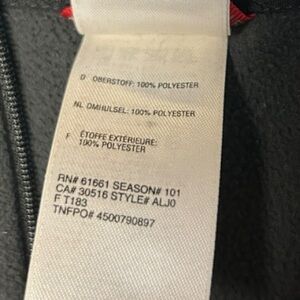 D OBERSTOFF: 100% POLYESTER
NL OMHULSEL: 100% POLYESTER
F ÉTOFFE EXTÉRIEURE:
100% POLYESTER
RN# 61661 SEASON# 101
CA# 30516 STYLE# ALJ0
F T183
TNFPO# 4500790897